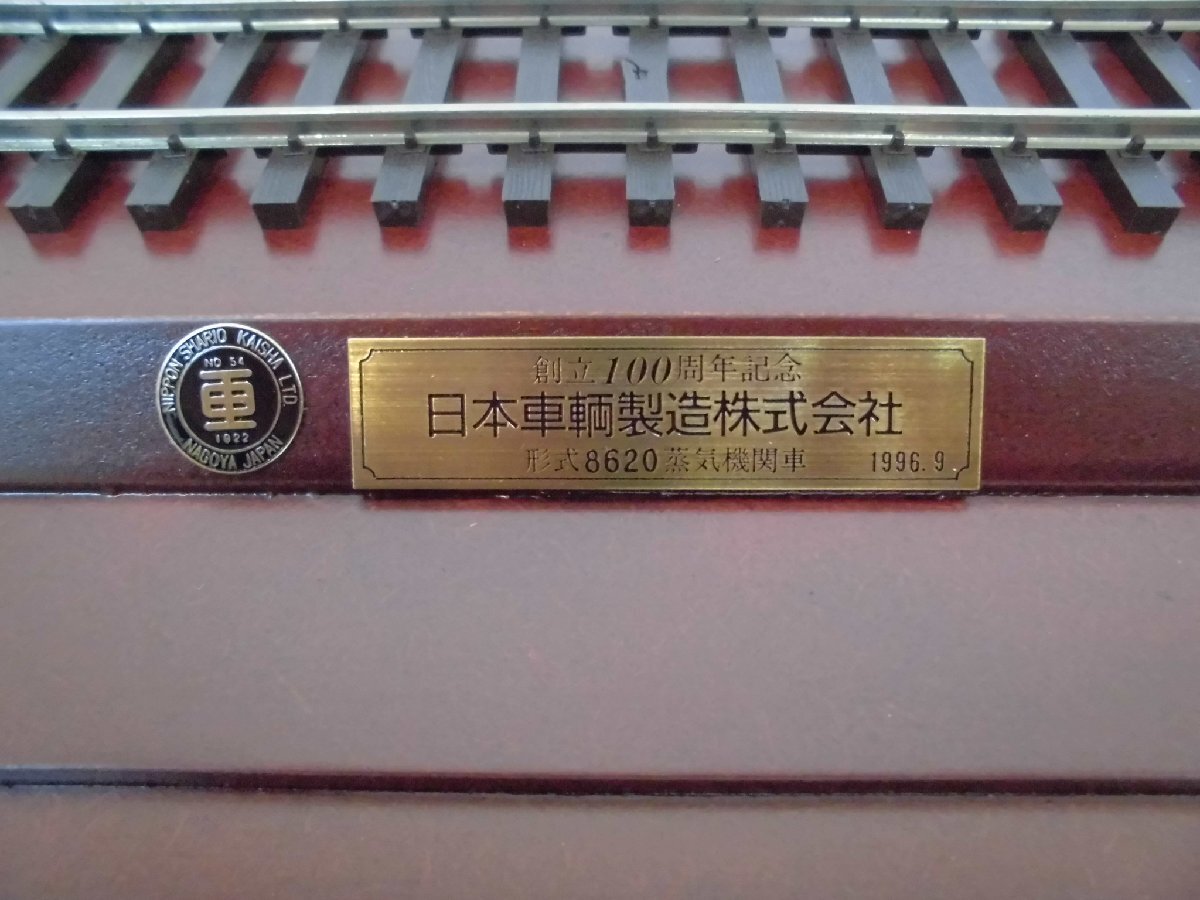 NIPPON SHARIO KAISHA LTD.
NO 54
車
1922
NAGOYA JAPAN
創立100周年記念
日本車輌製造株式会社
形式8620蒸気機関車 1996.9